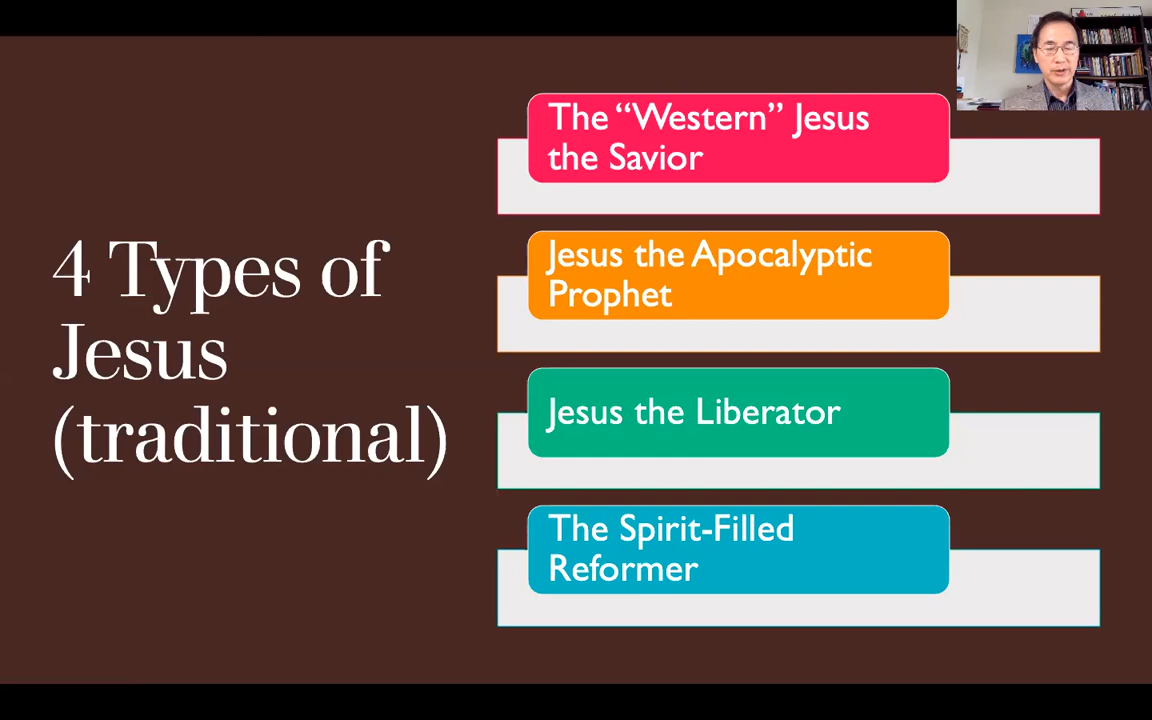 4 Types of
Jesus
(traditional)
The “Western” Jesus
the Savior
Jesus the Apocalyptic
Prophet
Jesus the Liberator
The Spirit-Filled
Reformer